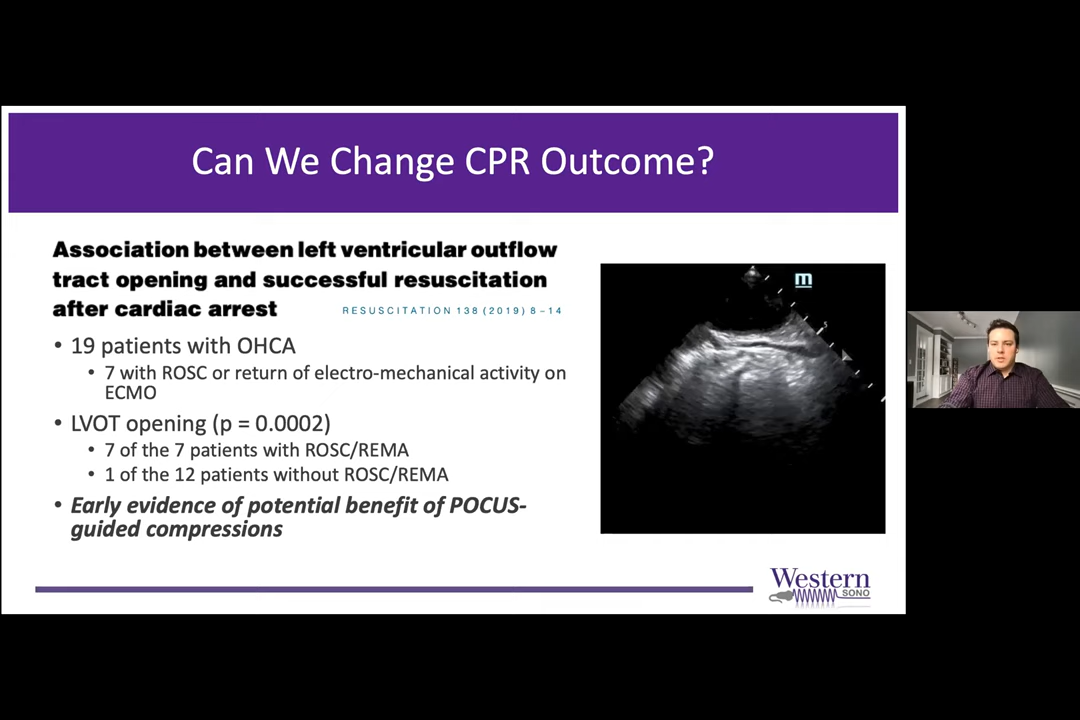 Can We Change CPR Outcome?
Association between left ventricular outflow
tract opening and successful resuscitation
after cardiac arrest
RESUSCITATION 138 (2019) 8–14
• 19 patients with OHCA
• 7 with ROSC or return of electro-mechanical activity on
ECMO
• LVOT opening (p = 0.0002)
• 7 of the 7 patients with ROSC/REMA
• 1 of the 12 patients without ROSC/REMA
• Early evidence of potential benefit of POCUS-
guided compressions
m
5
Western
SONO